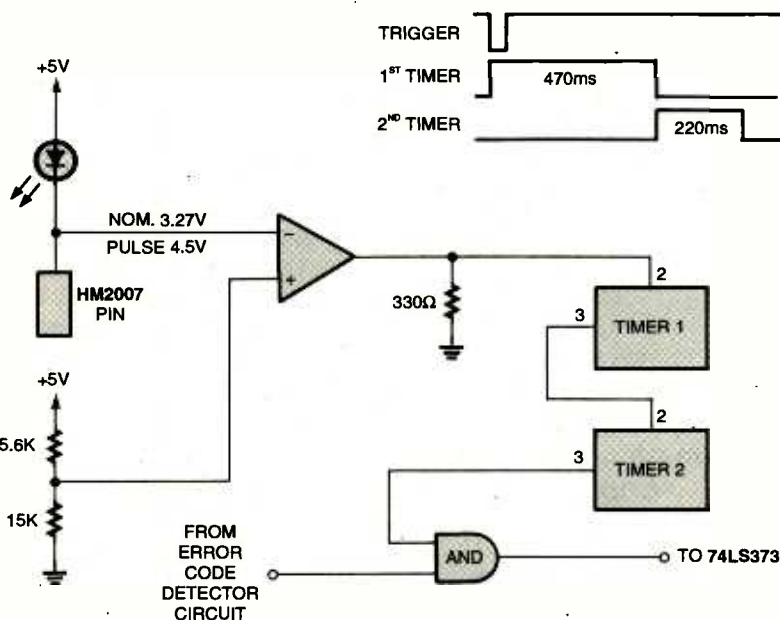 TRIGGER
1ST TIMER
470ms
2ND TIMER
220ms
+5V
NOM. 3.27V
PULSE 4.5V
−
+
HM2007
PIN
330Ω
2
3
TIMER 1
+5V
5.6K
15K
2
3
TIMER 2
FROM
ERROR
CODE
DETECTOR
CIRCUIT
AND
TO 74LS373